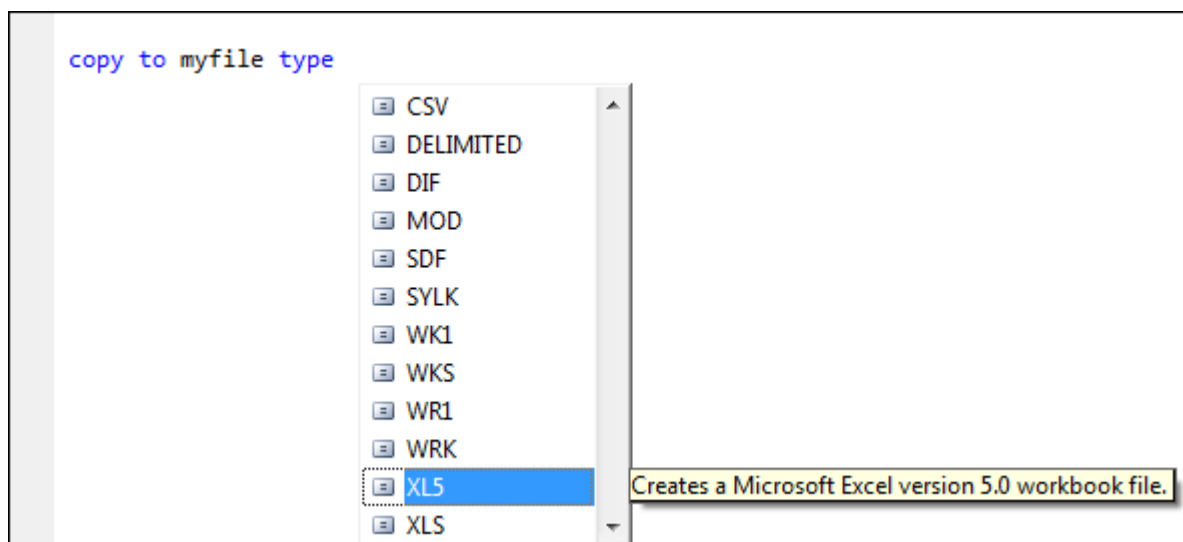 copy to myfile type
CSV
DELIMITED
DIF
MOD
SDF
SYLK
WK1
WKS
WR1
WRK
XL5 Creates a Microsoft Excel version 5.0 workbook file.
XLS